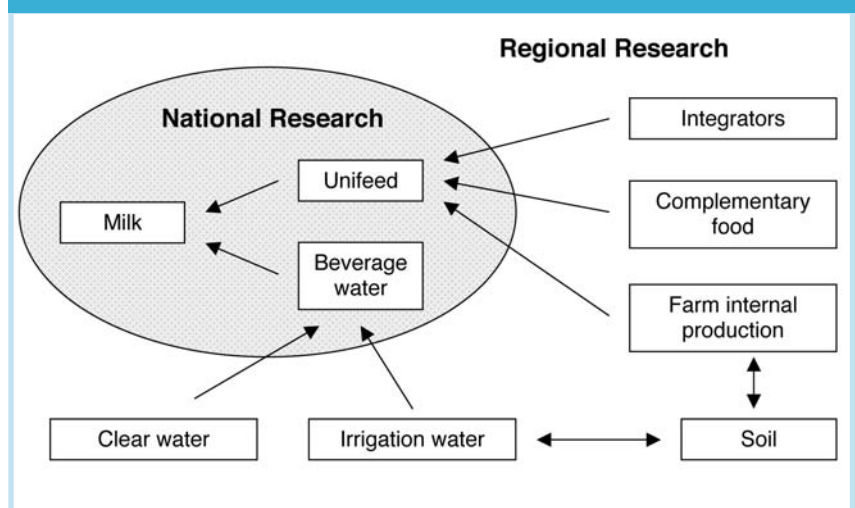 Regional Research
National Research
Integrators
Unifeed
Complementary
food
Milk
Beverage
water
Farm internal
production
Clear water
Irrigation water
Soil